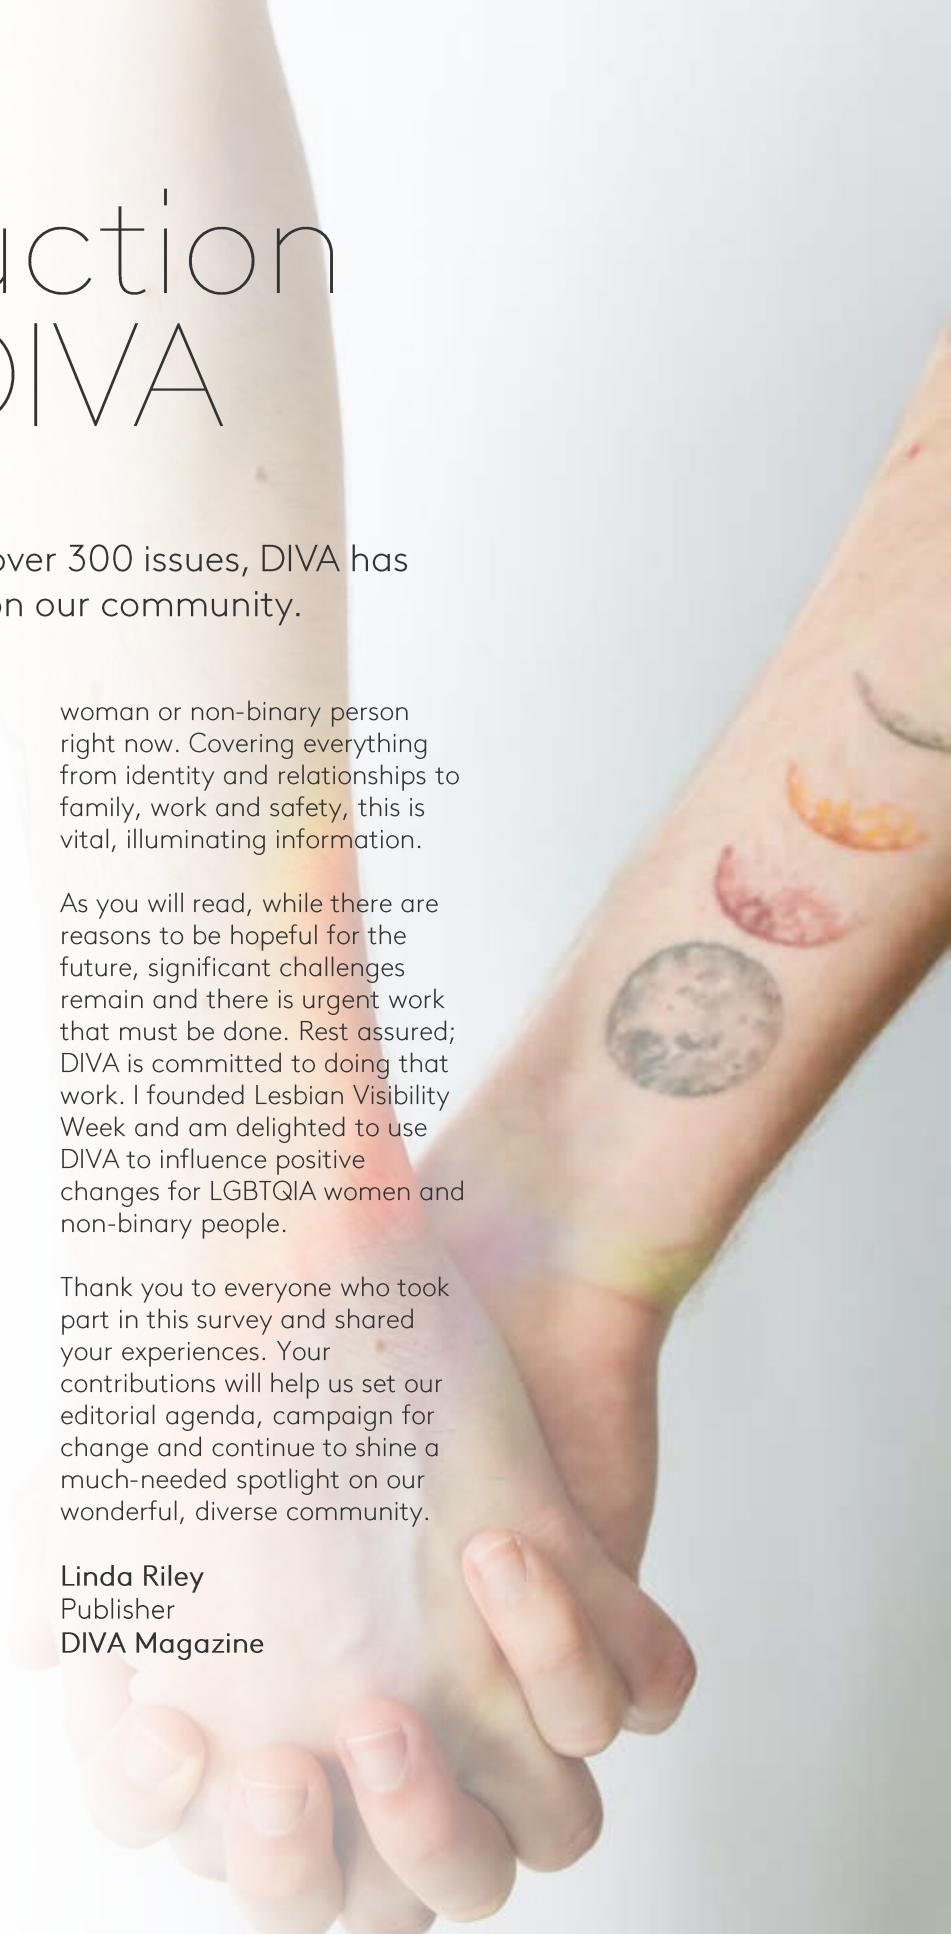 uction
DIVA
over 300 issues, DIVA has
on our community.
woman or non-binary person
right now. Covering everything
from identity and relationships to
family, work and safety, this is
vital, illuminating information.
As you will read, while there are
reasons to be hopeful for the
future, significant challenges
remain and there is urgent work
that must be done. Rest assured;
DIVA is committed to doing that
work. I founded Lesbian Visibility
Week and am delighted to use
DIVA to influence positive
changes for LGBTQIA women and
non-binary people.
Thank you to everyone who took
part in this survey and shared
your experiences. Your
contributions will help us set our
editorial agenda, campaign for
change and continue to shine a
much-needed spotlight on our
wonderful, diverse community.
Linda Riley
Publisher
DIVA Magazine